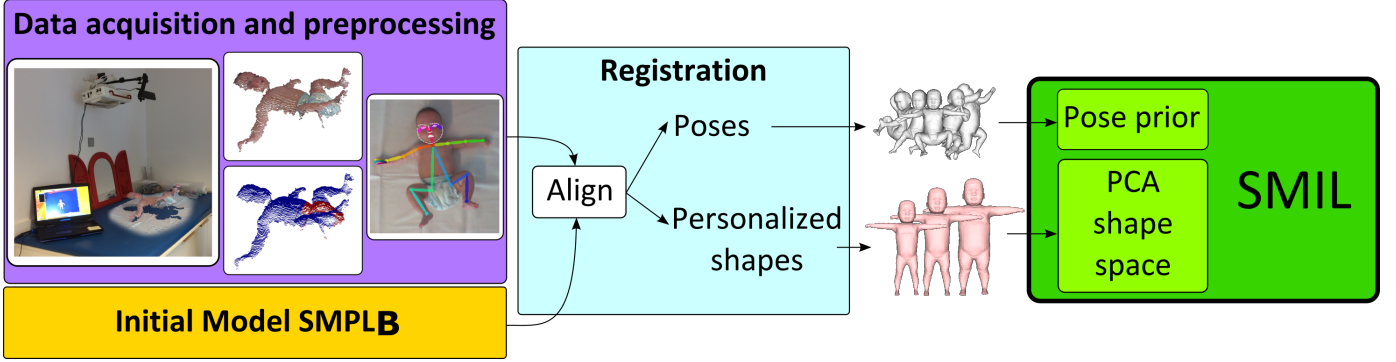 Data acquisition and preprocessing
Initial Model SMPLB
Registration
Align
Poses
Personalized
shapes
Pose prior
PCA
shape
space
SMIL